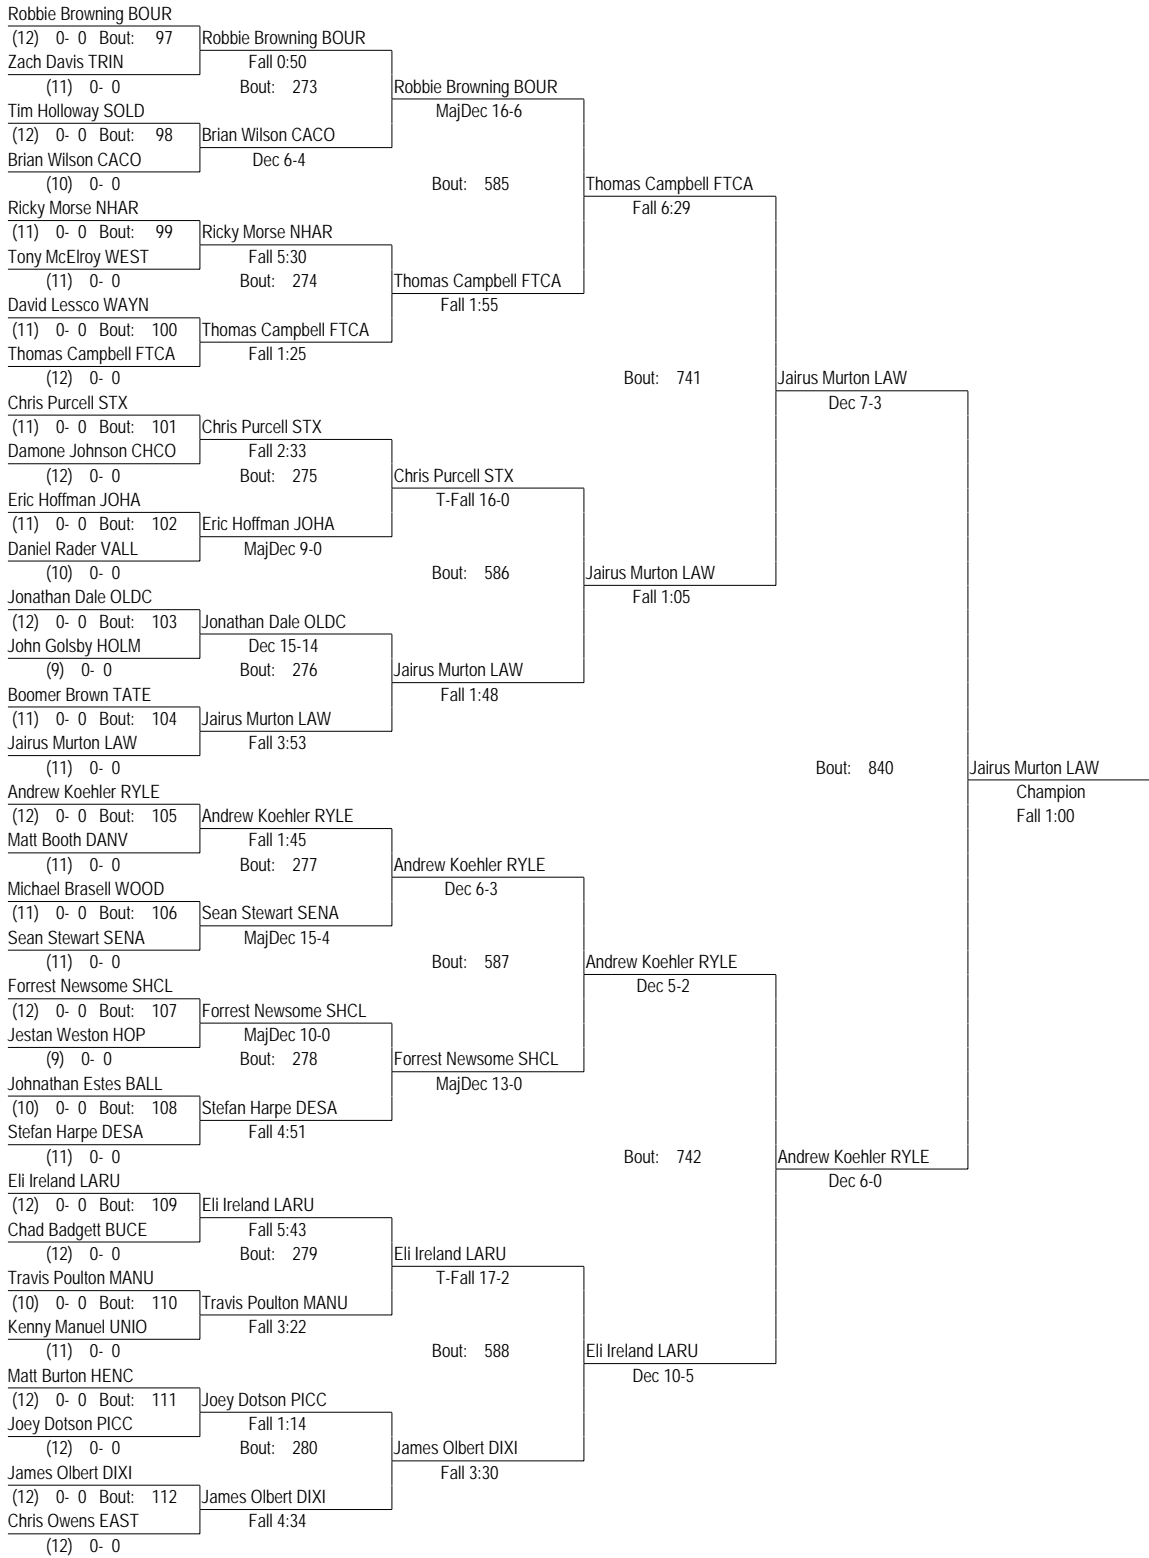 Robbie Browning BOUR
(12) 0- 0 Bout: 97 Robbie Browning BOUR
Zach Davis TRIN Fall 0:50
(11) 0- 0 Bout: 273 Robbie Browning BOUR
Tim Holloway SOLD MajDec 16-6
(12) 0- 0 Bout: 98 Brian Wilson CACO
Brian Wilson CACO Dec 6-4
(10) 0- 0 Bout: 585 Thomas Campbell FTCA
Ricky Morse NHAR Fall 6:29
(11) 0- 0 Bout: 99 Ricky Morse NHAR
Tony McElroy WEST Fall 5:30
(11) 0- 0 Bout: 274 Thomas Campbell FTCA
David Lessco WAYN Fall 1:55
(11) 0- 0 Bout: 100 Thomas Campbell FTCA
Thomas Campbell FTCA Fall 1:25
(12) 0- 0 Bout: 741 Jairus Murton LAW
Chris Purcell STX Dec 7-3
(11) 0- 0 Bout: 101 Chris Purcell STX
Damone Johnson CHCO Fall 2:33
(12) 0- 0 Bout: 275 Chris Purcell STX
Eric Hoffman JOHA T-Fall 16-0
(11) 0- 0 Bout: 102 Eric Hoffman JOHA
Daniel Rader VALL MajDec 9-0
(10) 0- 0 Bout: 586 Jairus Murton LAW
Jonathan Dale OLDC Fall 1:05
(12) 0- 0 Bout: 103 Jonathan Dale OLDC
John Golsby HOLM Dec 15-14
(9) 0- 0 Bout: 276 Jairus Murton LAW
Boomer Brown TATE Fall 1:48
(11) 0- 0 Bout: 104 Jairus Murton LAW
Jairus Murton LAW Fall 3:53
(11) 0- 0 Bout: 840 Jairus Murton LAW
Andrew Koehler RYLE Champion
(12) 0- 0 Bout: 105 Andrew Koehler RYLE Fall 1:00
Matt Booth DANV Fall 1:45
(11) 0- 0 Bout: 277 Andrew Koehler RYLE
Michael Brasell WOOD Dec 6-3
(11) 0- 0 Bout: 106 Sean Stewart SENA
Sean Stewart SENA MajDec 15-4
(11) 0- 0 Bout: 587 Andrew Koehler RYLE
Forrest Newsome SHCL Dec 5-2
(12) 0- 0 Bout: 107 Forrest Newsome SHCL
Jestan Weston HOP MajDec 10-0
(9) 0- 0 Bout: 278 Forrest Newsome SHCL
Johnathan Estes BALL MajDec 13-0
(10) 0- 0 Bout: 108 Stefan Harpe DESA
Stefan Harpe DESA Fall 4:51
(11) 0- 0 Bout: 742 Andrew Koehler RYLE
Eli Ireland LARU Dec 6-0
(12) 0- 0 Bout: 109 Eli Ireland LARU
Chad Badgett BUCE Fall 5:43
(12) 0- 0 Bout: 279 Eli Ireland LARU
Travis Poulton MANU T-Fall 17-2
(10) 0- 0 Bout: 110 Travis Poulton MANU
Kenny Manuel UNIO Fall 3:22
(11) 0- 0 Bout: 588 Eli Ireland LARU
Matt Burton HENC Dec 10-5
(12) 0- 0 Bout: 111 Joey Dotson PICC
Joey Dotson PICC Fall 1:14
(12) 0- 0 Bout: 280 James Olbert DIXI
James Olbert DIXI Fall 3:30
(12) 0- 0 Bout: 112 James Olbert DIXI
Chris Owens EAST Fall 4:34
(12) 0- 0